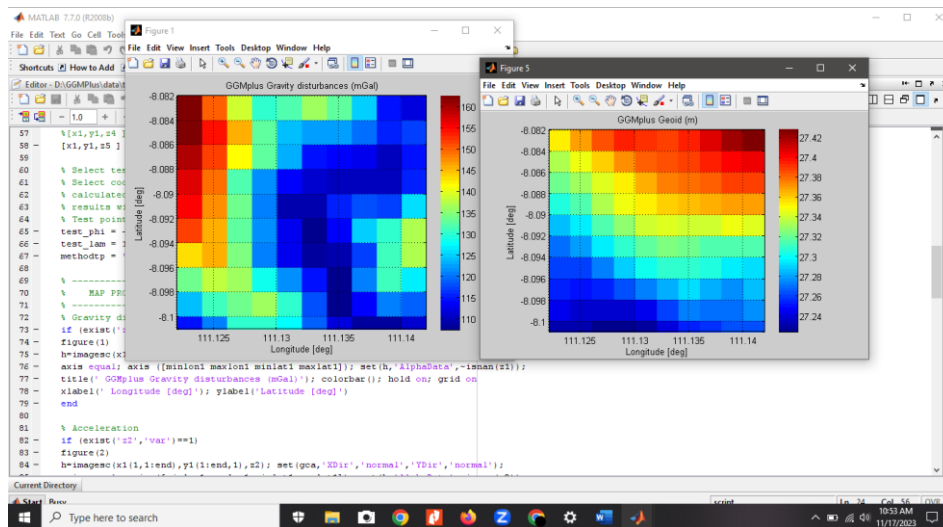 MATLAB 7.7.0 (R2008b)
File Edit Text Go Cell Tool
Shortcuts How to Add
Editor - D:\GGMPlus\data\t
1.0
57 %[x1,y1,z4 ]
58 - [x1,y1,z5 ]
59
60 % Select tes
61 % Select coo
62 % calculated
63 % results wi
64 % Test point
65 - test_phi = -
66 - test_lam = 1
67 - methodtp = '
68
69 % ----------
70 % MAP PRO
71 % ----------
72 % Gravity di
73 - if (exist('z
74 - figure(1)
75 - h=imagesc(x1
76 - axis equal; axis ([minlon1 maxlon1 minlat1 maxlat1]); set(h,'AlphaData',~isnan(z1));
77 - title(' GGMplus Gravity disturbances (mGal)'); colorbar(); hold on; grid on
78 - xlabel(' Longitude [deg]'); ylabel('Latitude [deg]')
79 - end
80
81 % Acceleration
82 - if (exist('z2','var')==1)
83 - figure(2)
84 - h=imagesc(x1(1,1:end),y1(1:end,1),z2); set(gca,'XDir','normal','YDir','normal');
Figure 1
File Edit View Insert Tools Desktop Window Help
GGMplus Gravity disturbances (mGal)
Latitude [deg]
-8.082
-8.084
-8.086
-8.088
-8.09
-8.092
-8.094
-8.096
-8.098
-8.1
111.125 111.13 111.135 111.14
Longitude [deg]
160
155
150
145
140
135
130
125
120
115
110
Figure 5
File Edit View Insert Tools Desktop Window Help
GGMplus Geoid (m)
Latitude [deg]
-8.082
-8.084
-8.086
-8.088
-8.09
-8.092
-8.094
-8.096
-8.098
-8.1
111.125 111.13 111.135 111.14
Longitude [deg]
27.42
27.4
27.38
27.36
27.34
27.32
27.3
27.28
27.26
27.24
Current Directory
Start Busy
script
Ln 24 Col 56 OVR
Type here to search
10:53 AM
11/17/2023